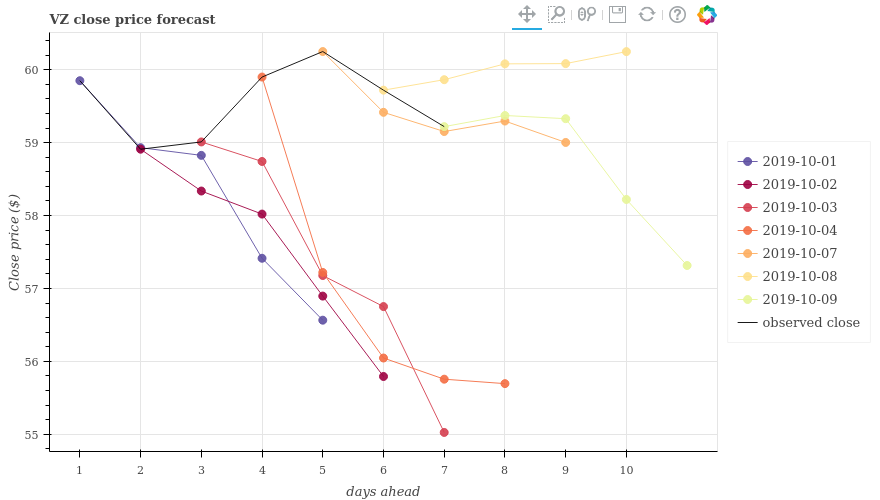 VZ close price forecast
60
59
58
57
56
55
Close price ($)
1 2 3 4 5 6 7 8 9 10
days ahead
2019-10-01
2019-10-02
2019-10-03
2019-10-04
2019-10-07
2019-10-08
2019-10-09
observed close